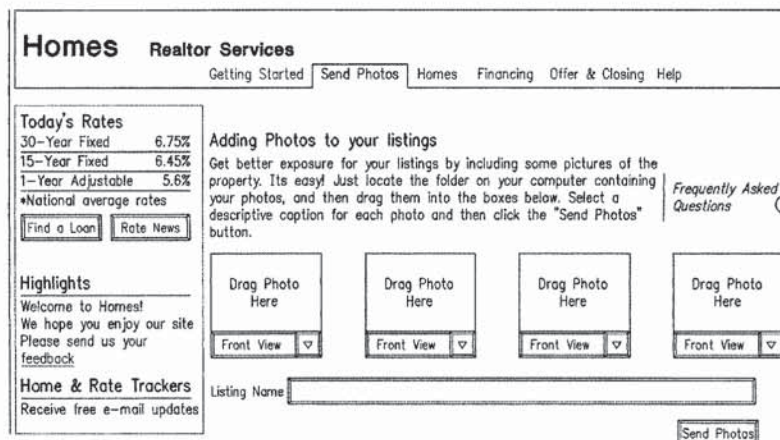 Homes Realtor Services
Getting Started Send Photos Homes Financing Offer & Closing Help
Today's Rates
30-Year Fixed 6.75%
15-Year Fixed 6.45%
1-Year Adjustable 5.6%
*National average rates
Find a Loan Rate News
Highlights
Welcome to Homes!
We hope you enjoy our site
Please send us your
feedback
Home & Rate Trackers
Receive free e-mail updates
Adding Photos to your listings
Get better exposure for your listings by including some pictures of the
property. Its easy! Just locate the folder on your computer containing
your photos, and then drag them into the boxes below. Select a
descriptive caption for each photo and then click the "Send Photos"
button.
Frequently Asked
Questions
Drag Photo Drag Photo Drag Photo Drag Photo
Here Here Here Here
Front View Front View Front View Front View
Listing Name
Send Photos